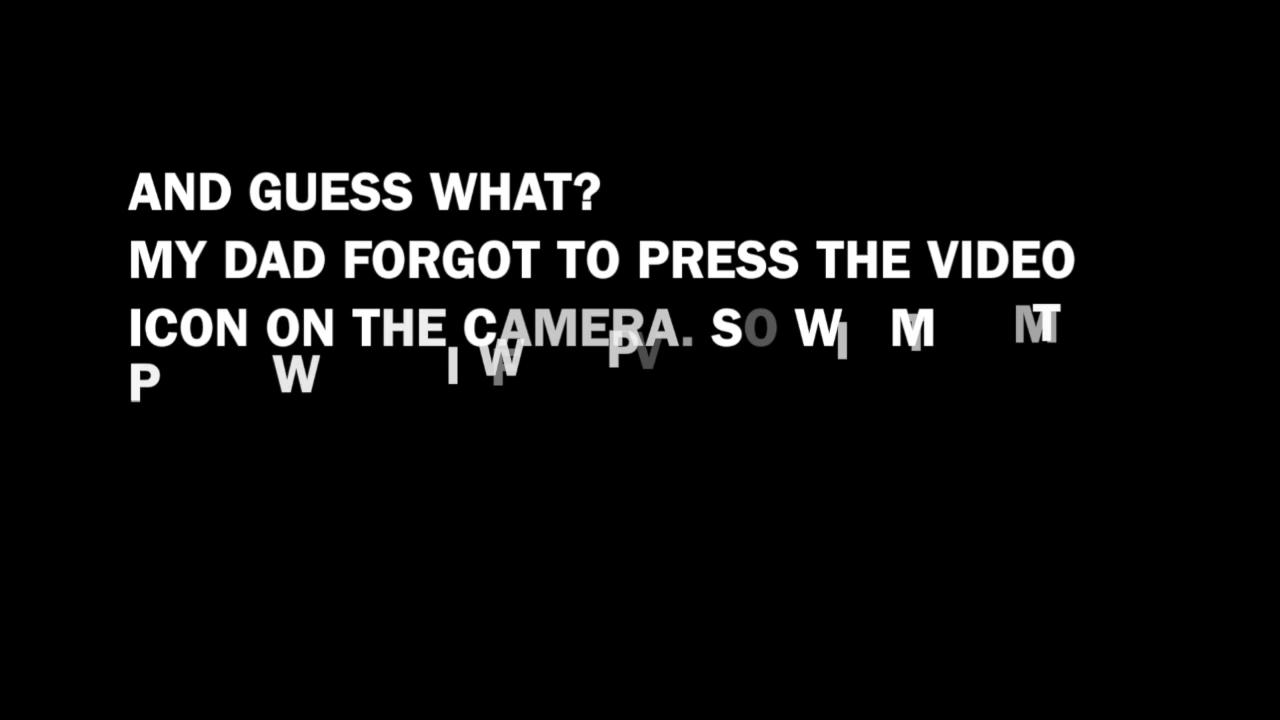 AND GUESS WHAT?
MY DAD FORGOT TO PRESS THE VIDEO
ICON ON THE CAMERA. SO